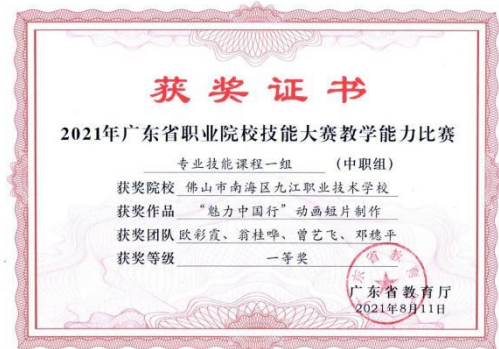 获奖证书
2021年广东省职业院校技能大赛教学能力比赛
专业技能课程一组 (中职组)
获奖院校 佛山市南海区九江职业技术学校
获奖作品 “魅力中国行”动画短片制作
获奖团队 欧彩霞、翁桂晔、曾艺飞、邓穗平
获奖等级 一等奖
广东省教育厅
2021年8月11日